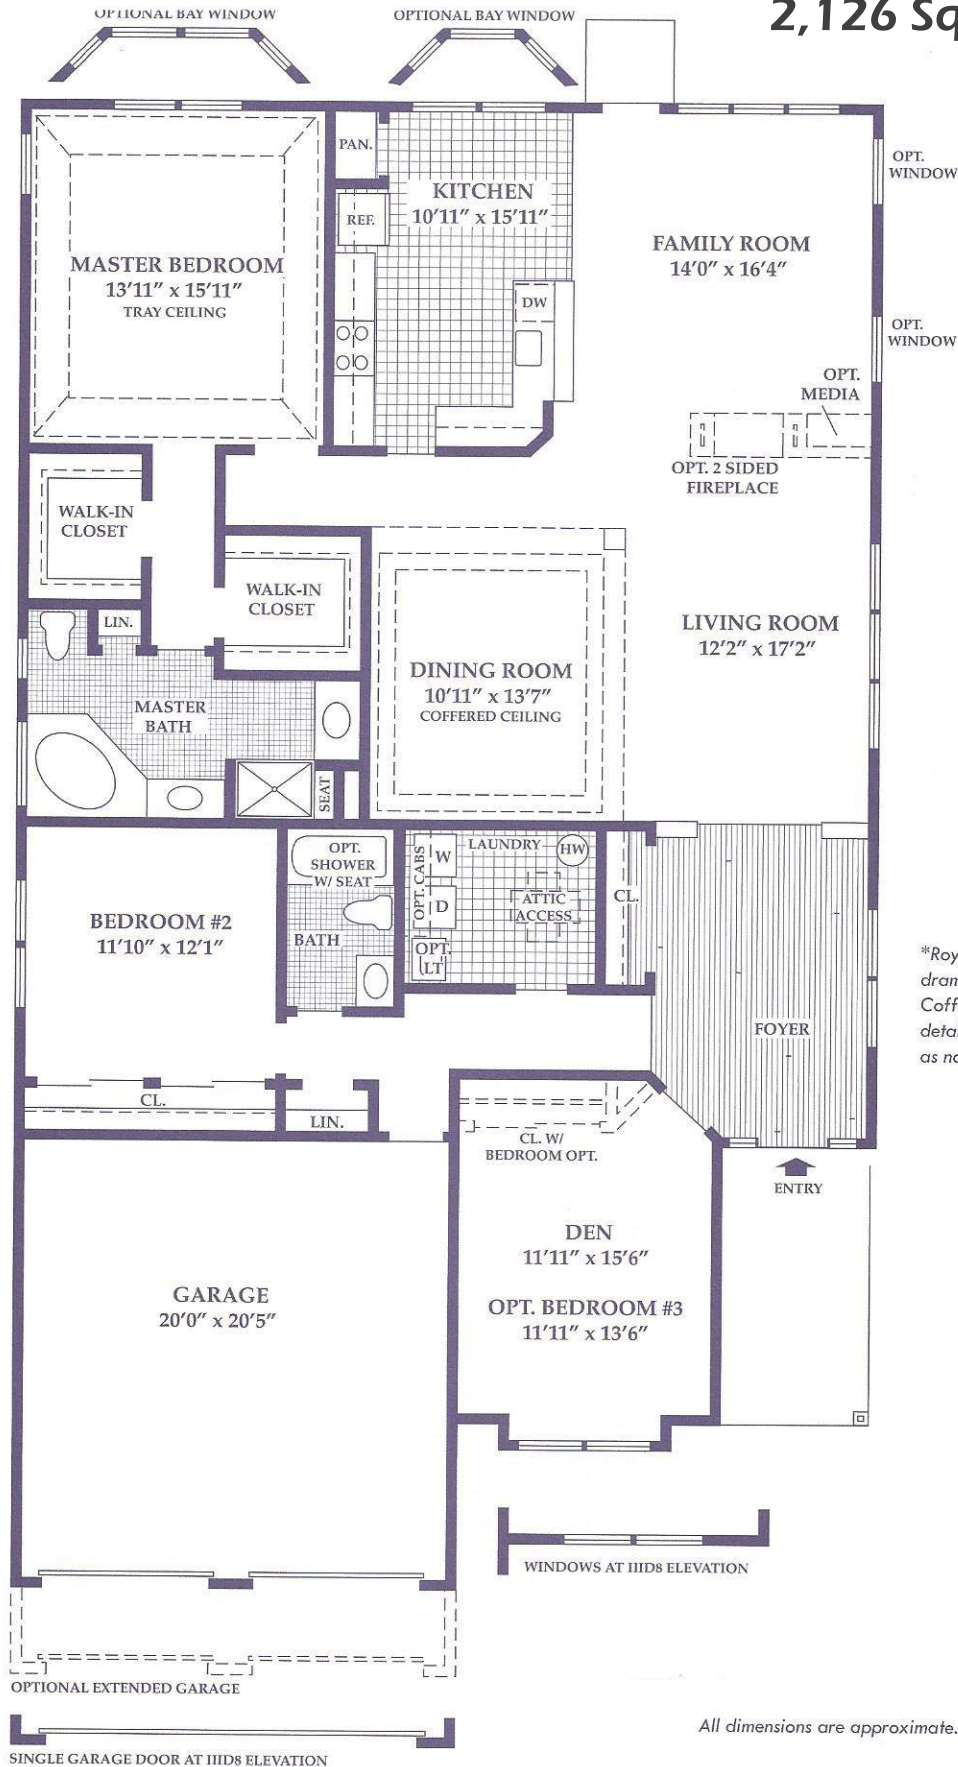 OPTIONAL BAY WINDOW
OPTIONAL BAY WINDOW
2,126 Sq
PAN.
KITCHEN
10'11" x 15'11"
REF.
OPT.
WINDOW
FAMILY ROOM
14'0" x 16'4"
MASTER BEDROOM
13'11" x 15'11"
TRAY CEILING
DW
OPT.
WINDOW
OPT.
MEDIA
OPT. 2 SIDED
FIREPLACE
WALK-IN
CLOSET
WALK-IN
CLOSET
LIN.
LIVING ROOM
12'2" x 17'2"
DINING ROOM
10'11" x 13'7"
COFFERED CEILING
MASTER
BATH
SEAT
OPT.
SHOWER
W/ SEAT
OPT. CABS
W
LAUNDRY
HW
D
ATTIC
ACCESS
CL.
BEDROOM #2
11'10" x 12'1"
BATH
OPT.
LT
*Roy
dram
Coff
deta
as no
FOYER
CL.
LIN.
CL. W/
BEDROOM OPT.
ENTRY
DEN
11'11" x 15'6"
OPT. BEDROOM #3
11'11" x 13'6"
GARAGE
20'0" x 20'5"
WINDOWS AT IIID8 ELEVATION
OPTIONAL EXTENDED GARAGE
All dimensions are approximate.
SINGLE GARAGE DOOR AT IIID8 ELEVATION